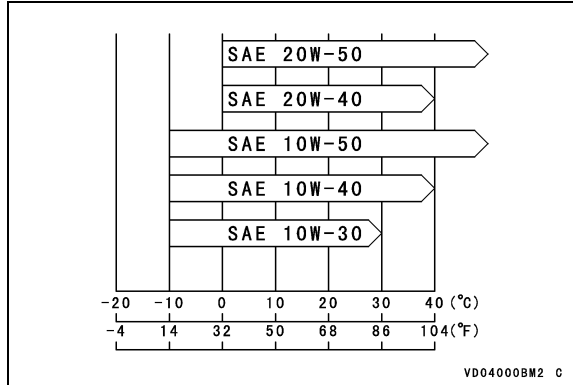 SAE 20W-50
SAE 20W-40
SAE 10W-50
SAE 10W-40
SAE 10W-30
-20 -10 0 10 20 30 40 (°C)
-4 14 32 50 68 86 104(°F)
VD04000BM2 C